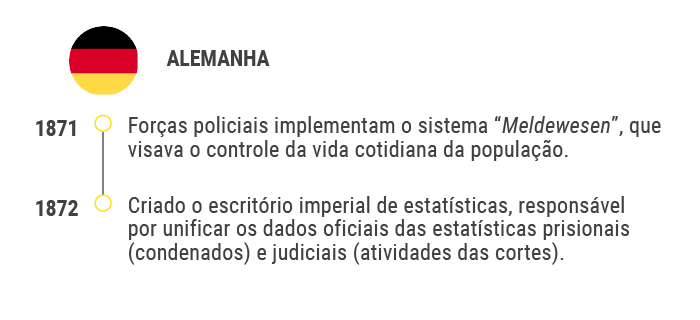 ALEMANHA
1871
Forças policiais implementam o sistema “Meldewesen”, que
visava o controle da vida cotidiana da população.
1872
Criado o escritório imperial de estatísticas, responsável
por unificar os dados oficiais das estatísticas prisionais
(condenados) e judiciais (atividades das cortes).